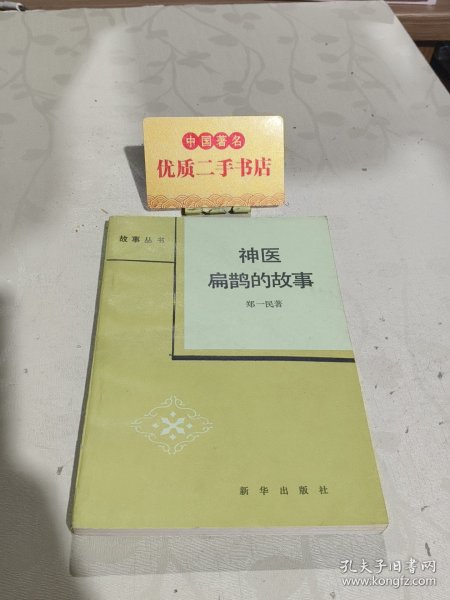 中国著名
优质二手书店
故事丛书
神医
扁鹊的故事
郑一民著
新华出版社
孔夫子旧书网
www.kongfz.com